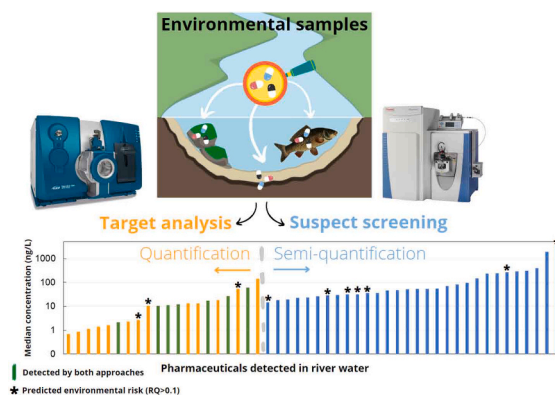 Environmental samples
Target analysis
Suspect screening
Quantification
Semi-quantification
Median concentration (ng/L)
1000
100
10
1
0
Pharmaceuticals detected in river water
Detected by both approaches
* Predicted environmental risk (RQ>0.1)